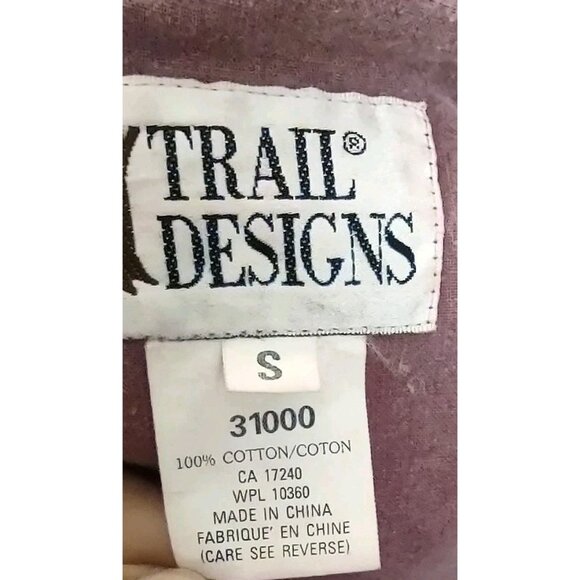 TRAIL®
DESIGNS
S
31000
100% COTTON/COTON
CA 17240
WPL 10360
MADE IN CHINA
FABRIQUE' EN CHINE
(CARE SEE REVERSE)